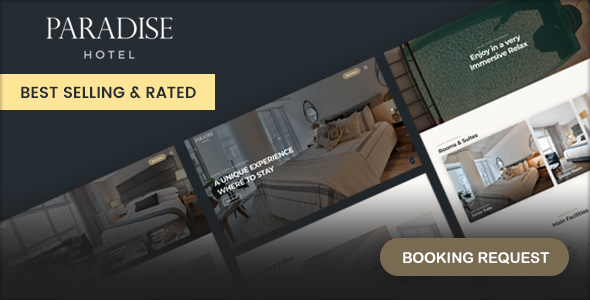 PARADISE
HOTEL
BEST SELLING & RATED
Enjoy in a very
Immersive Relax
PARADISE
A UNIQUE EXPERIENCE
WHERE TO STAY
Rooms & Suites
Main Facilities
BOOKING REQUEST